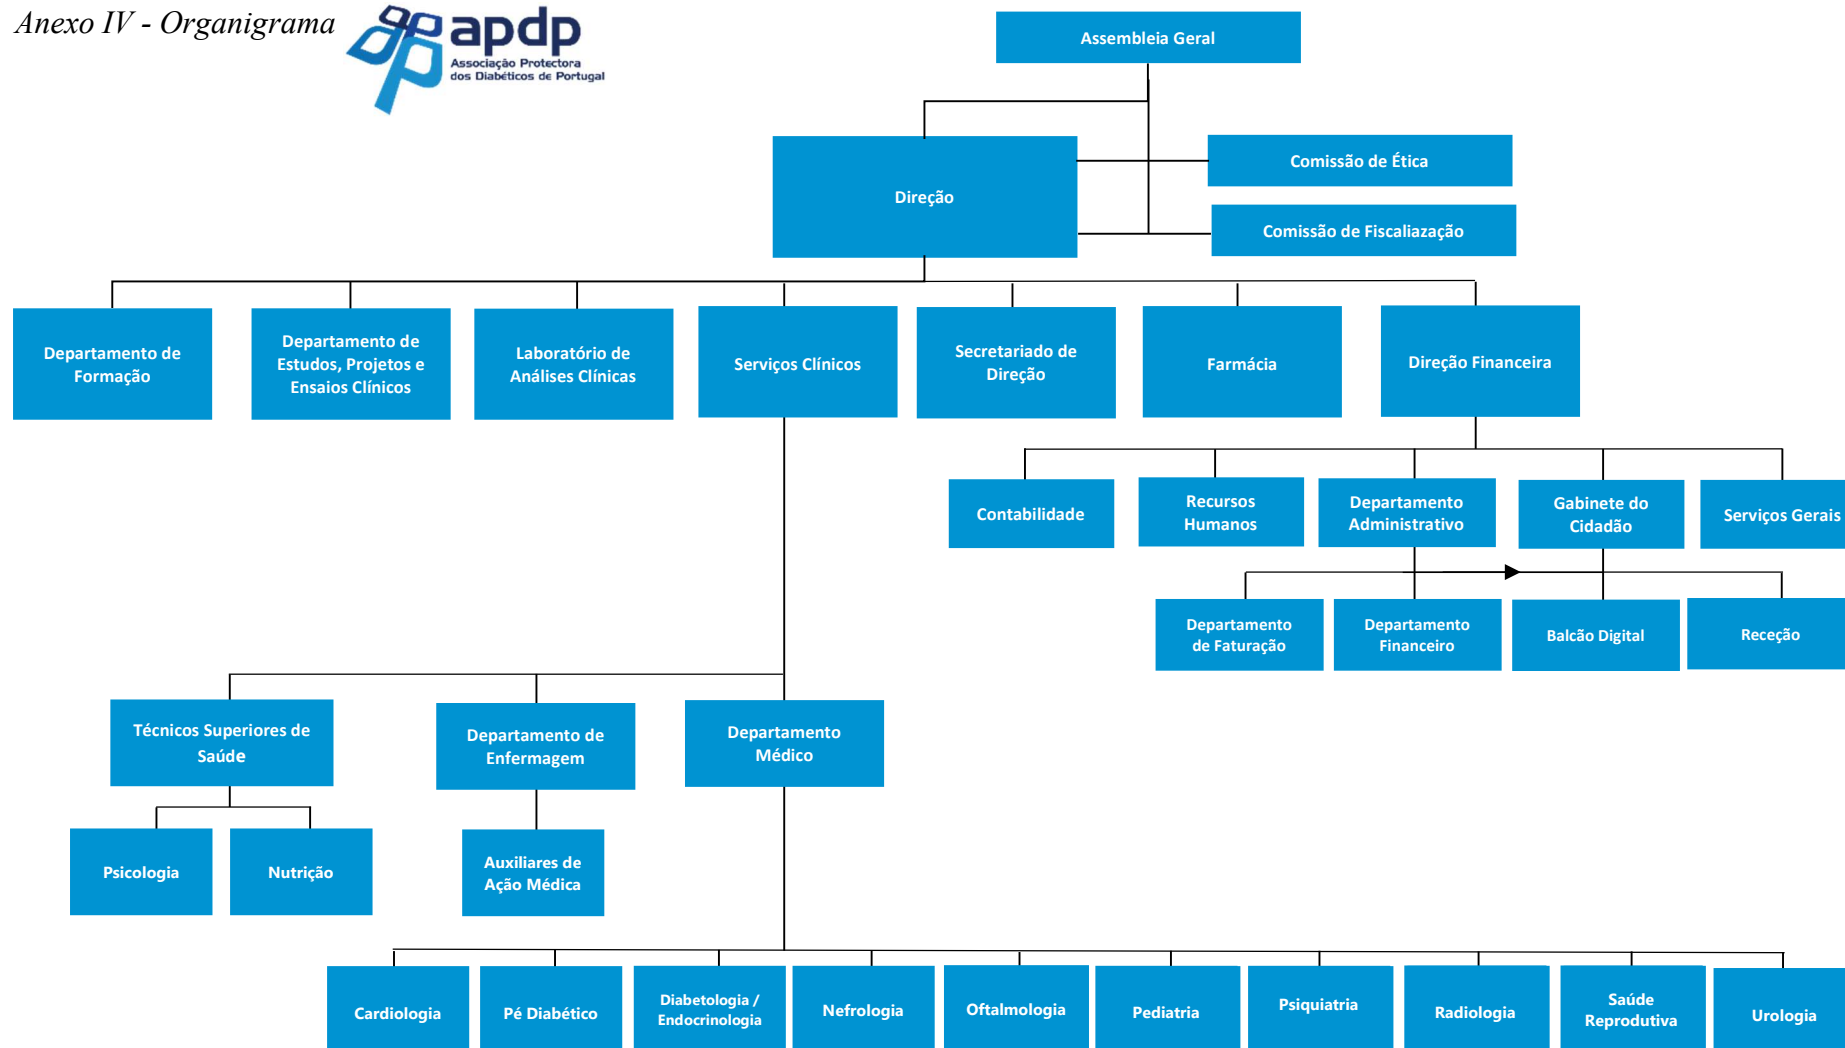 Anexo IV - Organigrama
apdp
Associação Protectora
dos Diabéticos de Portugal
Assembleia Geral
Direção
Comissão de Ética
Comissão de Fiscaliazação
Departamento de
Formação
Departamento de
Estudos, Projetos e
Ensaios Clínicos
Laboratório de
Análises Clínicas
Serviços Clínicos
Secretariado de
Direção
Farmácia
Direção Financeira
Contabilidade
Recursos
Humanos
Departamento
Administrativo
Gabinete do
Cidadão
Serviços Gerais
Departamento
de Faturação
Departamento
Financeiro
Balcão Digital
Receção
Técnicos Superiores de
Saúde
Departamento de
Enfermagem
Departamento
Médico
Psicologia
Nutrição
Auxiliares de
Ação Médica
Cardiologia
Pé Diabético
Diabetologia /
Endocrinologia
Nefrologia
Oftalmologia
Pediatria
Psiquiatria
Radiologia
Saúde
Reprodutiva
Urologia